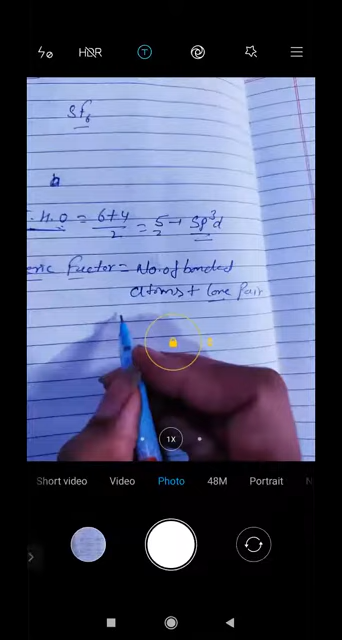 HDR
SF6
T.H.O = 6+4/2 = 5 → Sp³d
eric Factor = No. of bonded
atoms + lone pair
1X
Short video Video Photo 48M Portrait N